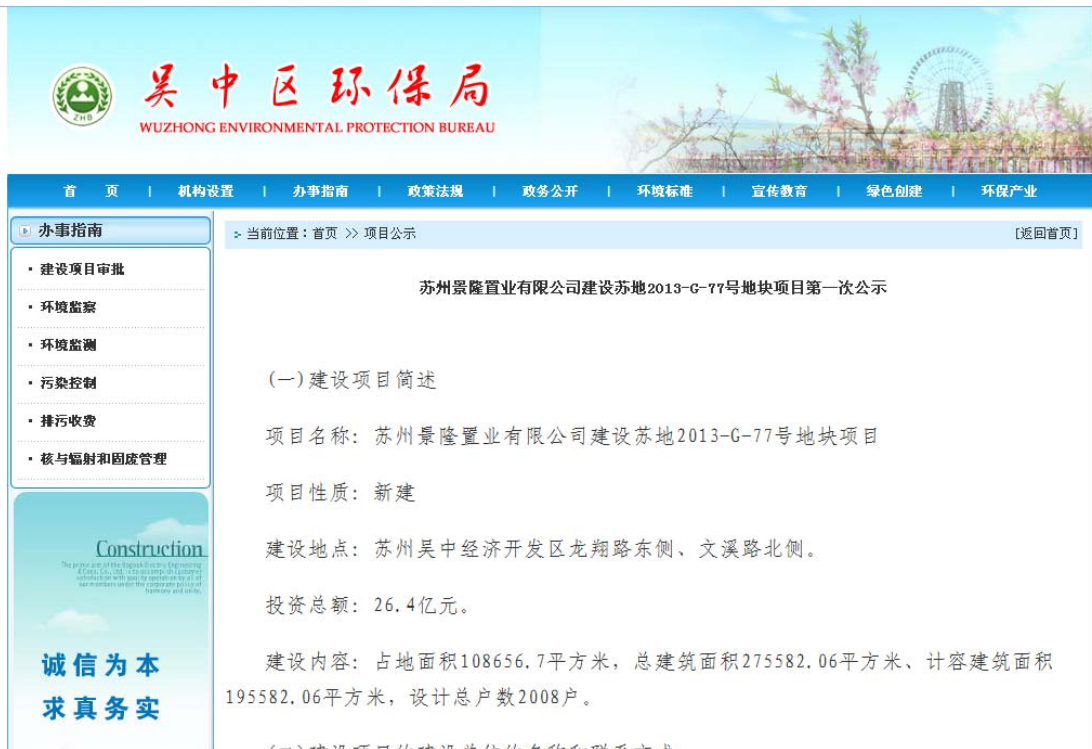 吴中区环保局
ZHB
WUZHONG ENVIRONMENTAL PROTECTION BUREAU
首 页 | 机构设置 | 办事指南 | 政策法规 | 政务公开 | 环境标准 | 宣传教育 | 绿色创建 | 环保产业
办事指南
当前位置：首页 >> 项目公示 [返回首页]
· 建设项目审批
· 环境监察
· 环境监测
· 污染控制
· 排污收费
· 核与辐射和固废管理
苏州景隆置业有限公司建设苏地2013-G-77号地块项目第一次公示
(一)建设项目简述
项目名称: 苏州景隆置业有限公司建设苏地2013-G-77号地块项目
项目性质: 新建
建设地点: 苏州吴中经济开发区龙翔路东侧、文溪路北侧。
投资总额: 26.4亿元。
建设内容: 占地面积108656.7平方米，总建筑面积275582.06平方米、计容建筑面积
195582.06平方米，设计总户数2008户。
Construction
诚信为本
求真务实